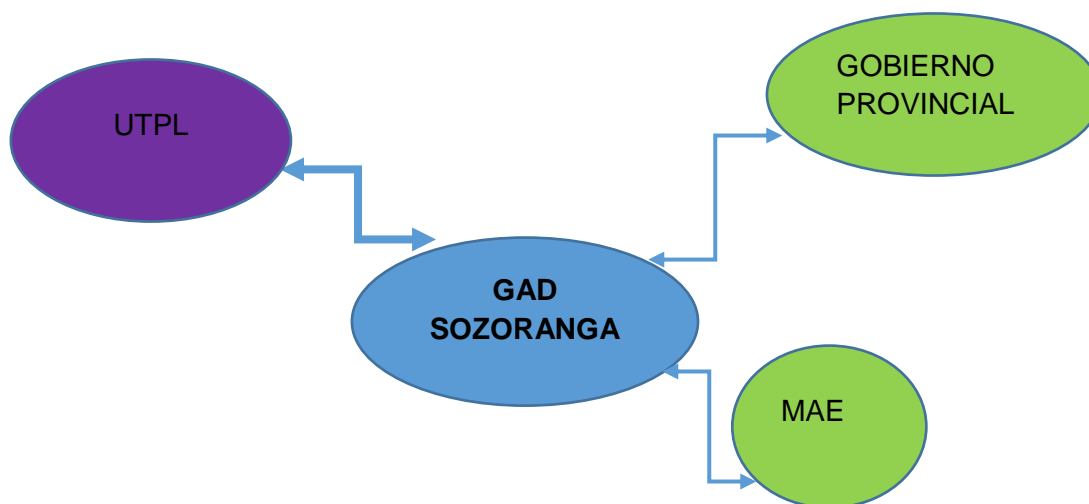 UTPL
GOBIERNO
PROVINCIAL
GAD
SOZORANGA
MAE